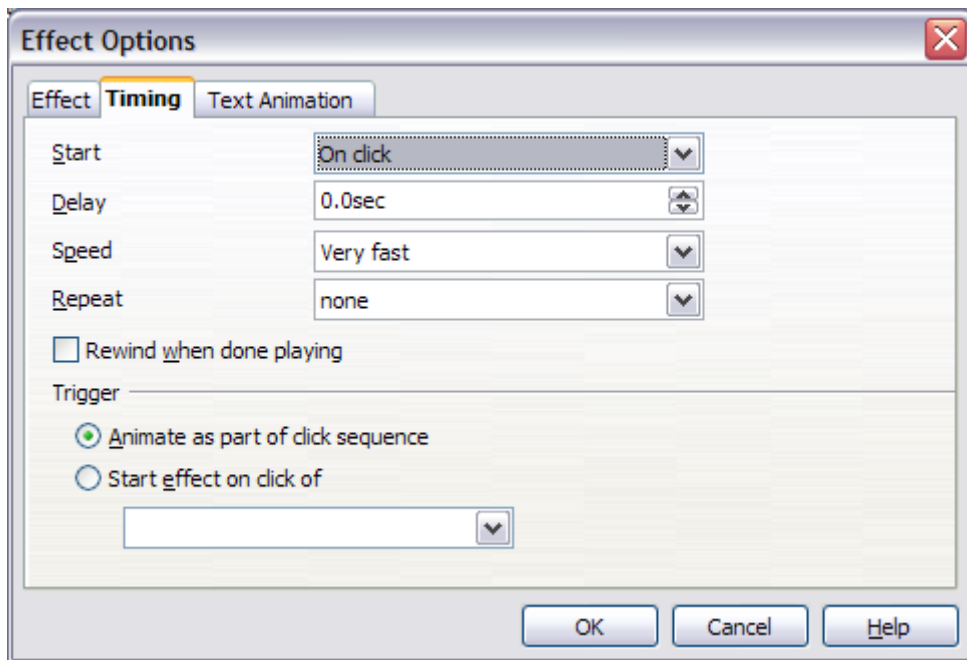 Effect Options
Effect Timing Text Animation
Start On click
Delay 0.0sec
Speed Very fast
Repeat none
Rewind when done playing
Trigger
Animate as part of click sequence
Start effect on click of
OK Cancel Help